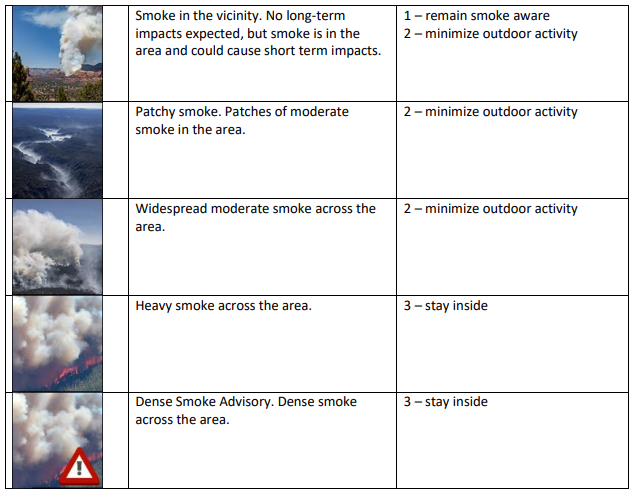 Smoke in the vicinity. No long-term
impacts expected, but smoke is in the
area and could cause short term impacts.
1 – remain smoke aware
2 – minimize outdoor activity
Patchy smoke. Patches of moderate
smoke in the area.
2 – minimize outdoor activity
Widespread moderate smoke across the
area.
2 – minimize outdoor activity
Heavy smoke across the area.
3 – stay inside
Dense Smoke Advisory. Dense smoke
across the area.
3 – stay inside
!